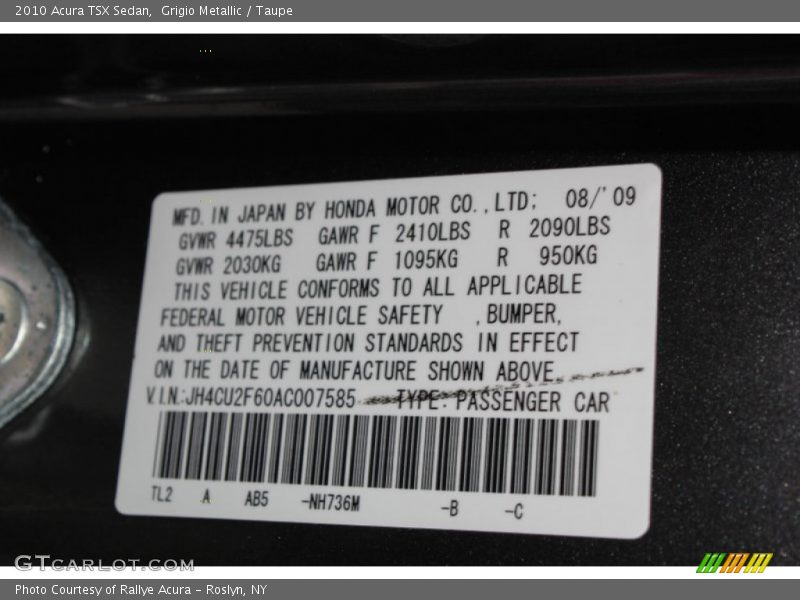 2010 Acura TSX Sedan,  Grigio Metallic / Taupe
MFD. IN JAPAN BY HONDA MOTOR CO.,LTD; 08/'09
GVWR 4475LBS GAWR F 2410LBS R 2090LBS
GVWR 2030KG GAWR F 1095KG R 950KG
THIS VEHICLE CONFORMS TO ALL APPLICABLE
FEDERAL MOTOR VEHICLE SAFETY ,BUMPER,
AND THEFT PREVENTION STANDARDS IN EFFECT
ON THE DATE OF MANUFACTURE SHOWN ABOVE.
V.I.N.:JH4CU2F60AC007585 TYPE: PASSENGER CAR
TL2 A AB5 -NH736M -B -C
GTCARLOT.COM
Photo Courtesy of Rallye Acura – Roslyn, NY